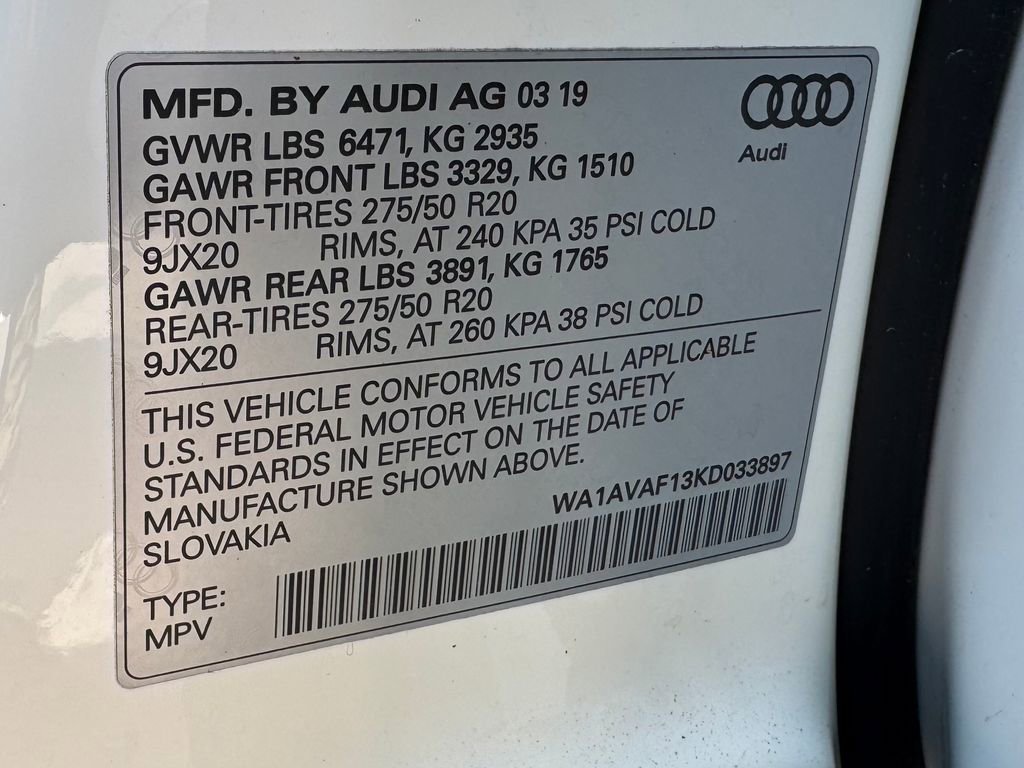 MFD. BY AUDI AG 03 19
GVWR LBS 6471, KG 2935
GAWR FRONT LBS 3329, KG 1510
FRONT-TIRES 275/50 R20
9JX20 RIMS, AT 240 KPA 35 PSI COLD
GAWR REAR LBS 3891, KG 1765
REAR-TIRES 275/50 R20
9JX20 RIMS, AT 260 KPA 38 PSI COLD
Audi
THIS VEHICLE CONFORMS TO ALL APPLICABLE
U.S. FEDERAL MOTOR VEHICLE SAFETY
STANDARDS IN EFFECT ON THE DATE OF
MANUFACTURE SHOWN ABOVE.
SLOVAKIA
WA1AVAF13KD033897
TYPE:
MPV